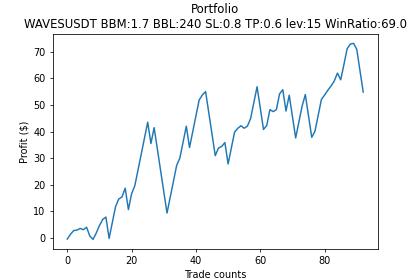 Portfolio
WAVESUSDT BBM:1.7 BBL:240 SL:0.8 TP:0.6 lev:15 WinRatio:69.0
70
60
50
40
30
20
10
0
Profit ($)
0 20 40 60 80
Trade counts